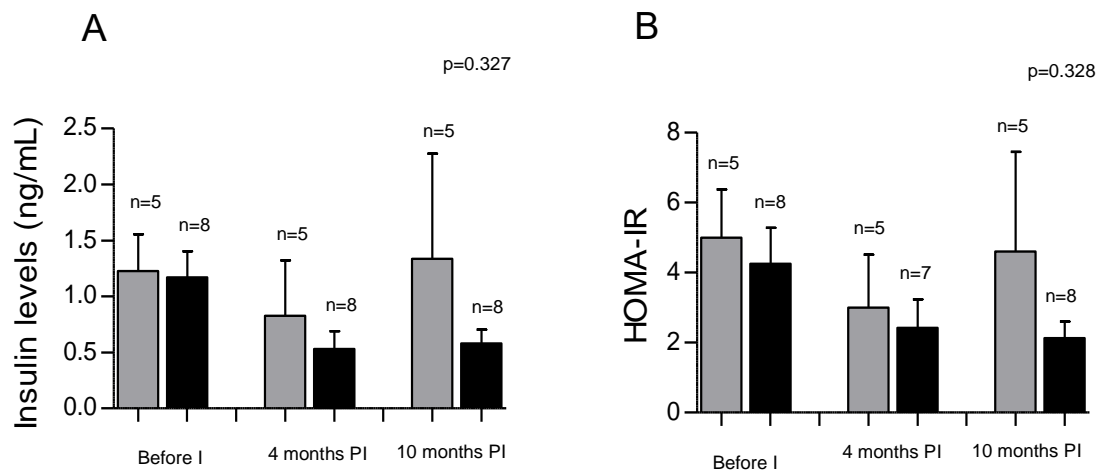 A
p=0.327
Insulin levels (ng/mL)
2.5
2.0
1.5
1.0
0.5
0.0
n=5
n=8
n=5
n=8
n=5
n=8
Before I
4 months PI
10 months PI
B
p=0.328
HOMA-IR
8
6
4
2
0
n=5
n=8
n=5
n=7
n=5
n=8
Before I
4 months PI
10 months PI